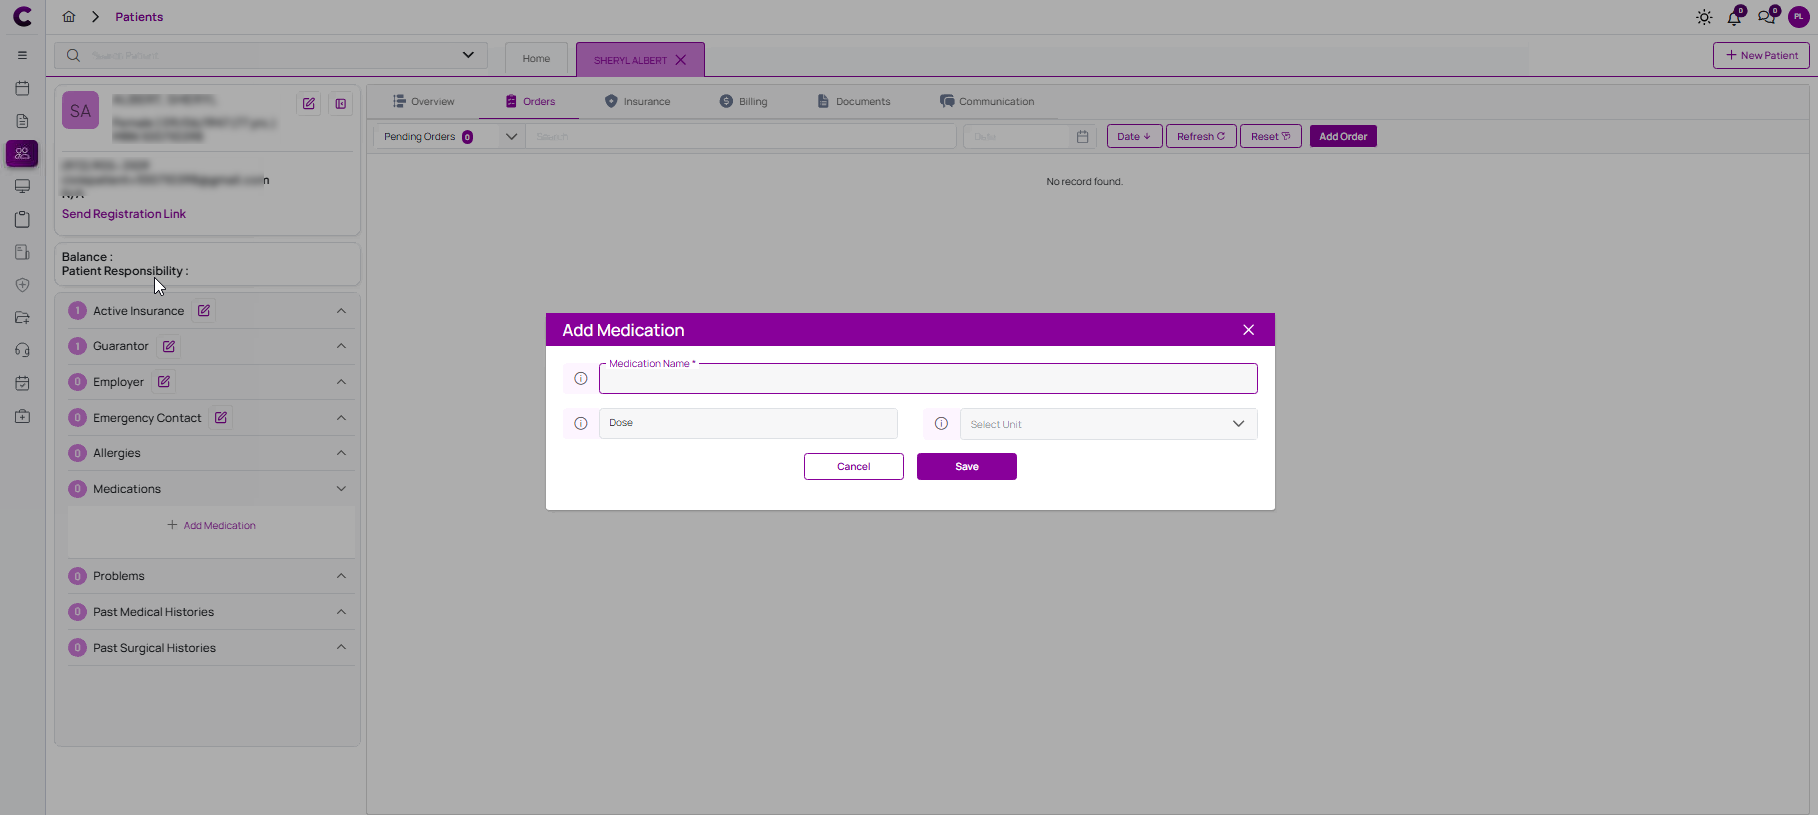 Patients
0
0
PL
Search Patient
Home
SHERYL ALBERT
New Patient
SA
ALBERT, SHERYL
Send Registration Link
Balance :
Patient Responsibility :
1 Active Insurance
1 Guarantor
0 Employer
0 Emergency Contact
0 Allergies
0 Medications
Add Medication
0 Problems
0 Past Medical Histories
0 Past Surgical Histories
Overview
Orders
Insurance
Billing
Documents
Communication
Pending Orders 0
Search
Date
Date
Refresh
Reset
Add Order
No record found.
Add Medication
Medication Name *
Dose
Select Unit
Cancel
Save